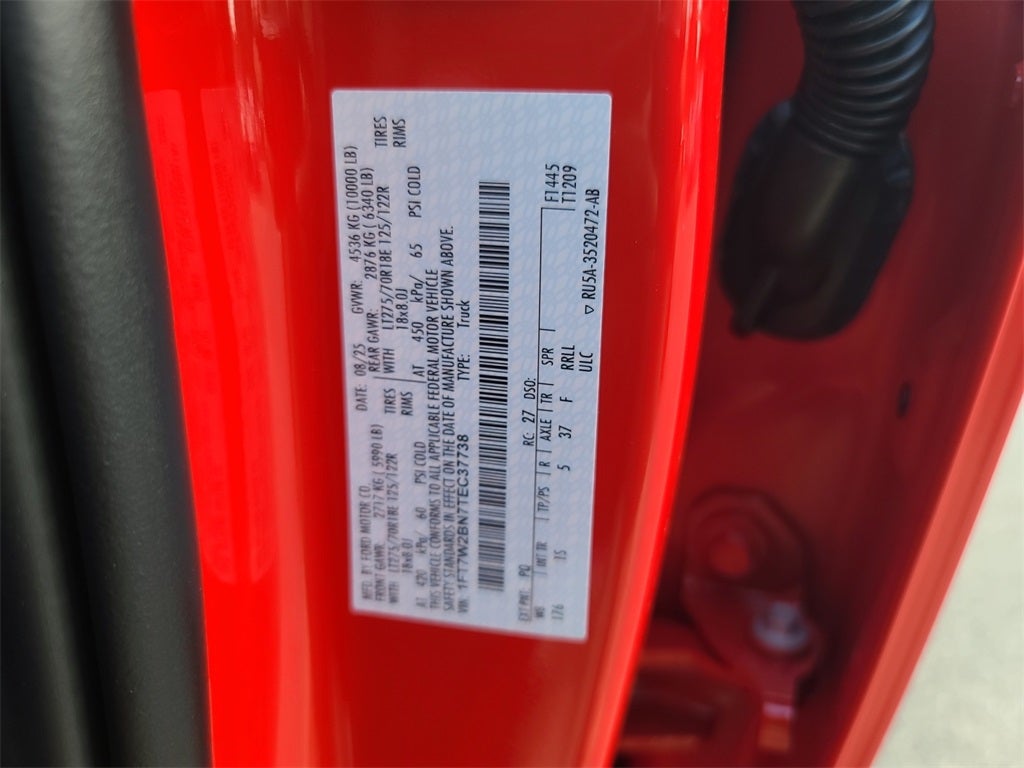 MFD. BY FORD MOTOR CO. DATE: 08/25 GVWR: 4536 KG (10000 LB)
FRONT GAWR: 2717 KG ( 5990 LB) REAR GAWR: 2876 KG ( 6340 LB)
WITH LT275/70R18E 125/122R TIRES WITH LT275/70R18E 125/122R TIRES
18x8.0J RIMS 18x8.0J RIMS
AT 420 kPa/ 60 PSI COLD AT 450 kPa/ 65 PSI COLD
THIS VEHICLE CONFORMS TO ALL APPLICABLE FEDERAL MOTOR VEHICLE
SAFETY STANDARDS IN EFFECT ON THE DATE OF MANUFACTURE SHOWN ABOVE.
VIN: 1FT7W2BN7TEC37738 TYPE: Truck
EXT PNT: PQ RC: 27 DSO:
WB INT TR TP/PS R AXLE TR SPR F1445
176 IS 5 37 F RRLL T1209
ULC ▽ RU5A-3520472-AB